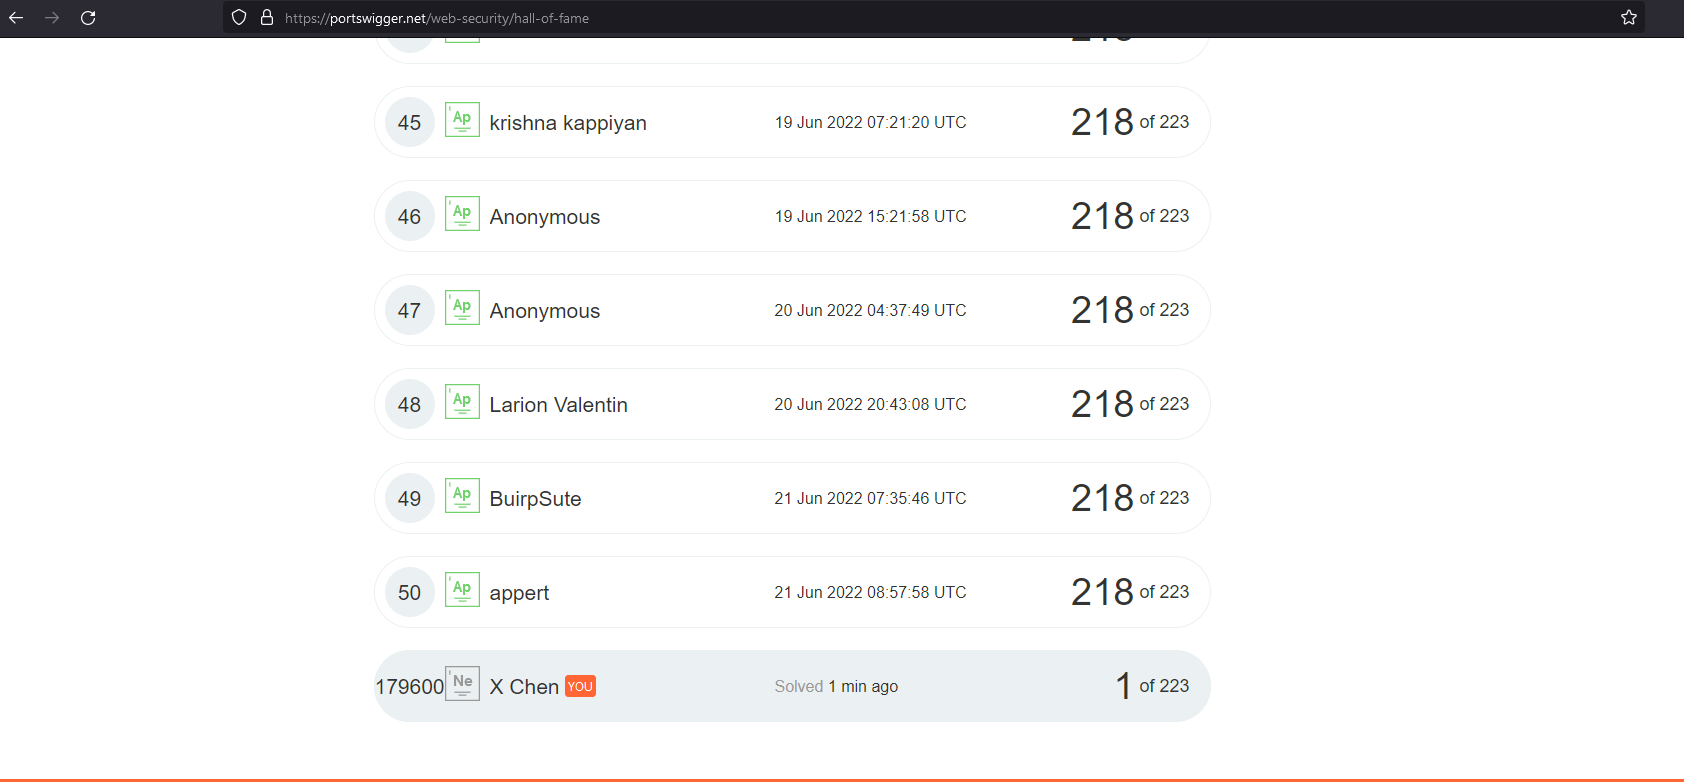 https://portswigger.net/web-security/hall-of-fame
218
45 Ap krishna kappiyan 19 Jun 2022 07:21:20 UTC 218 of 223
46 Ap Anonymous 19 Jun 2022 15:21:58 UTC 218 of 223
47 Ap Anonymous 20 Jun 2022 04:37:49 UTC 218 of 223
48 Ap Larion Valentin 20 Jun 2022 20:43:08 UTC 218 of 223
49 Ap BuirpSute 21 Jun 2022 07:35:46 UTC 218 of 223
50 Ap appert 21 Jun 2022 08:57:58 UTC 218 of 223
179600 Ne X Chen YOU Solved 1 min ago 1 of 223